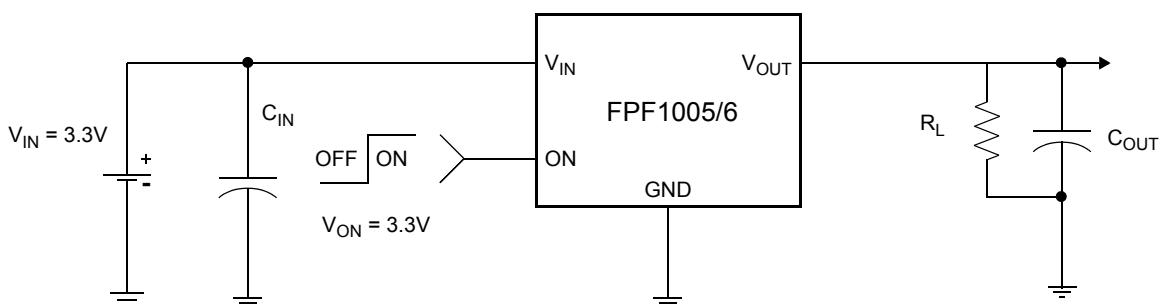 V_IN
V_OUT
FPF1005/6
C_IN
R_L
V_IN = 3.3V
+
-
OFF
ON
ON
C_OUT
GND
V_ON = 3.3V